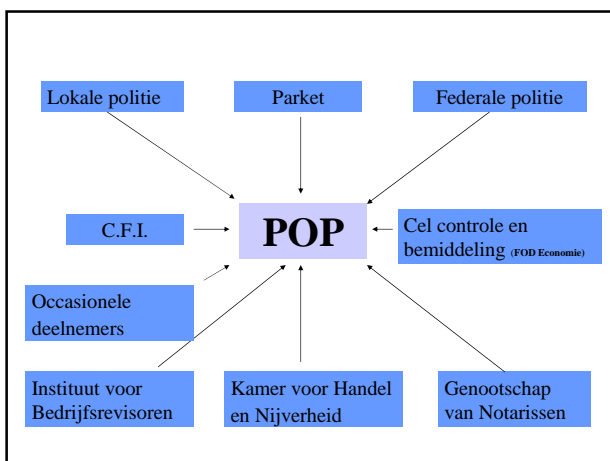 Lokale politie
Parket
Federale politie
C.F.I.
POP
Cel controle en
bemiddeling (FOD Economie)
Occasionele
deelnemers
Instituut voor
Bedrijfsrevisoren
Kamer voor Handel
en Nijverheid
Genootschap
van Notarissen